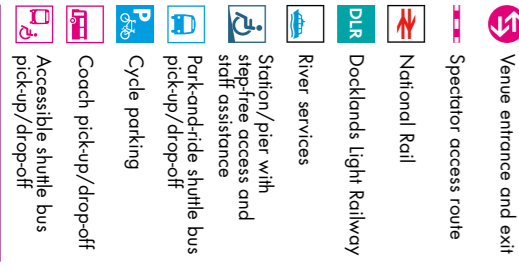 Venue entrance and exit
Spectator access route
National Rail
DLR
Docklands Light Railway
River services
Station/pier with
step-free access and
staff assistance
Park-and-ride shuttle bus
pick-up/drop-off
P
Cycle parking
Coach pick-up/drop-off
Accessible shuttle bus
pick-up/drop-off